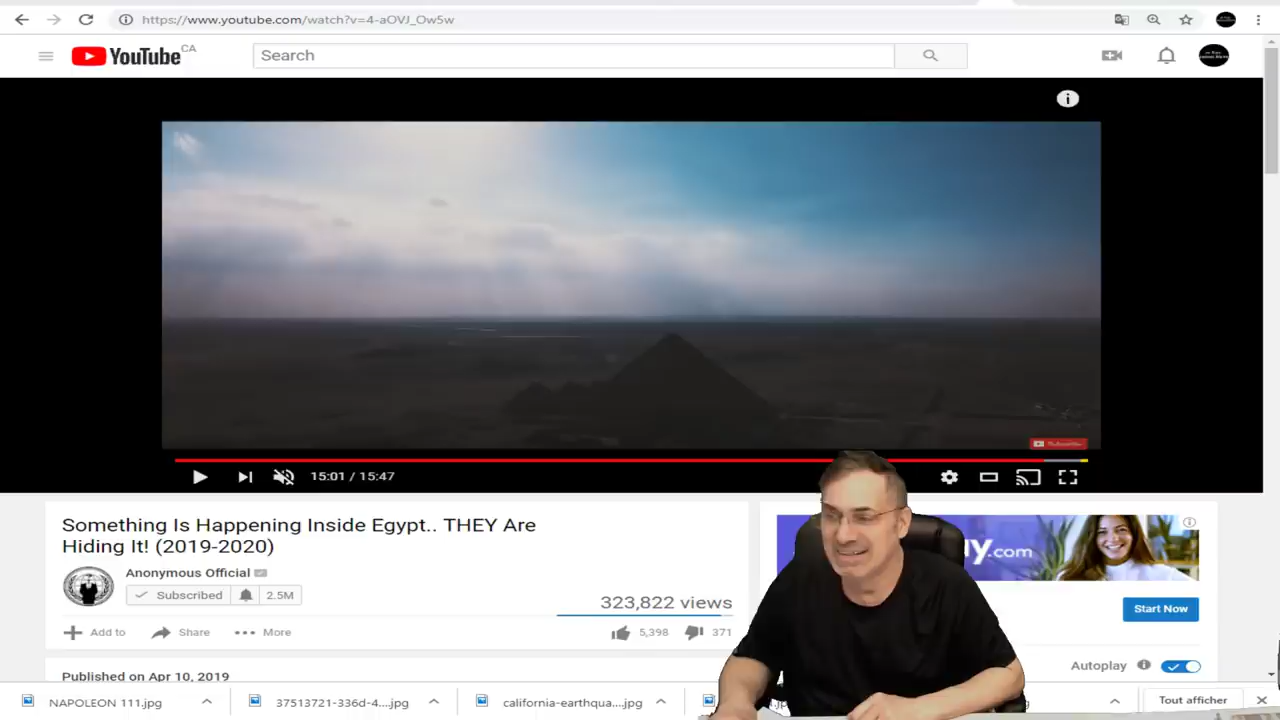 https://www.youtube.com/watch?v=4-aOVJ_Ow5w
YouTube CA
Search
15:01 / 15:47
Something Is Happening Inside Egypt.. THEY Are
Hiding It! (2019-2020)
Anonymous Official
Subscribed 2.5M
323,822 views
Add to Share More 5,398 371
.com
Start Now
Autoplay
Published on Apr 10, 2019
NAPOLEON 111.jpg 37513721-336d-4....jpg california-earthqua....jpg Tout afficher